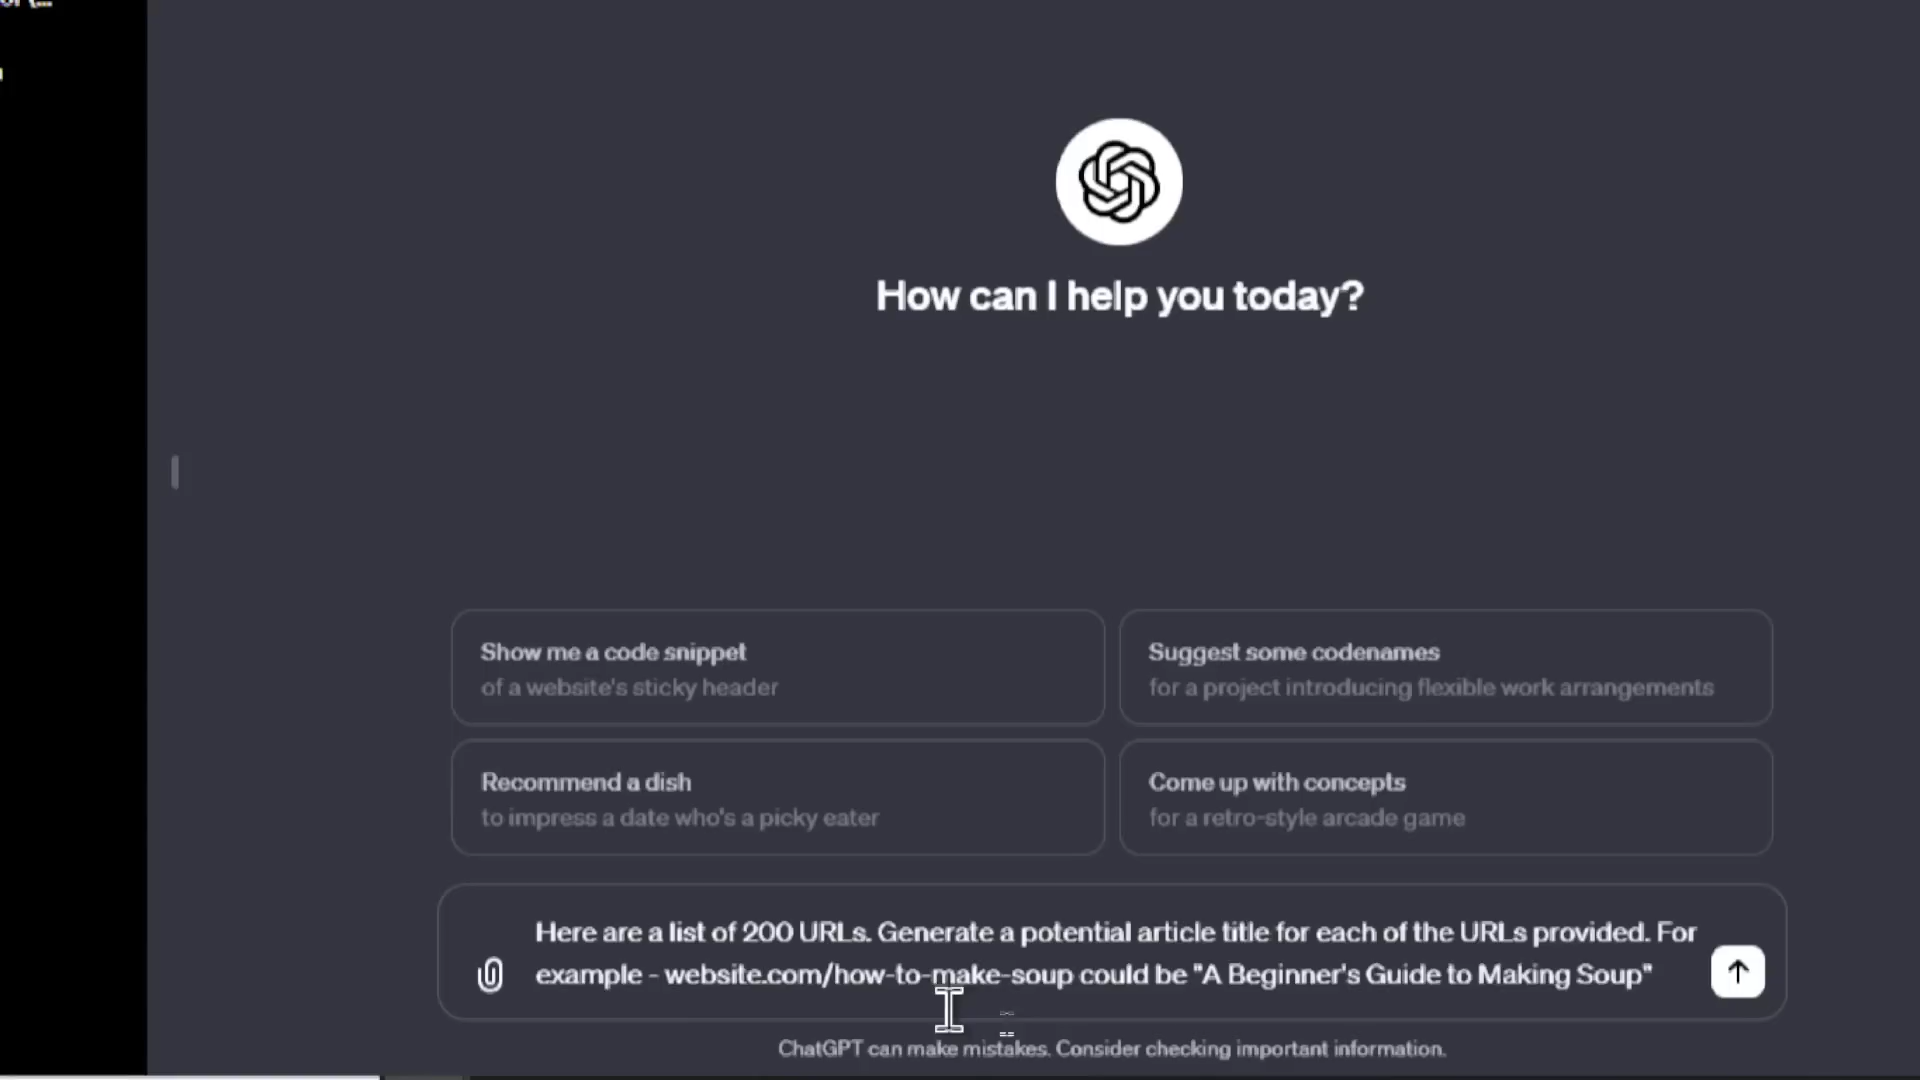 How can I help you today?
Show me a code snippet
of a website's sticky header
Suggest some codenames
for a project introducing flexible work arrangements
Recommend a dish
to impress a date who's a picky eater
Come up with concepts
for a retro-style arcade game
Here are a list of 200 URLs. Generate a potential article title for each of the URLs provided. For
example - website.com/how-to-make-soup could be "A Beginner's Guide to Making Soup"
ChatGPT can make mistakes. Consider checking important information.